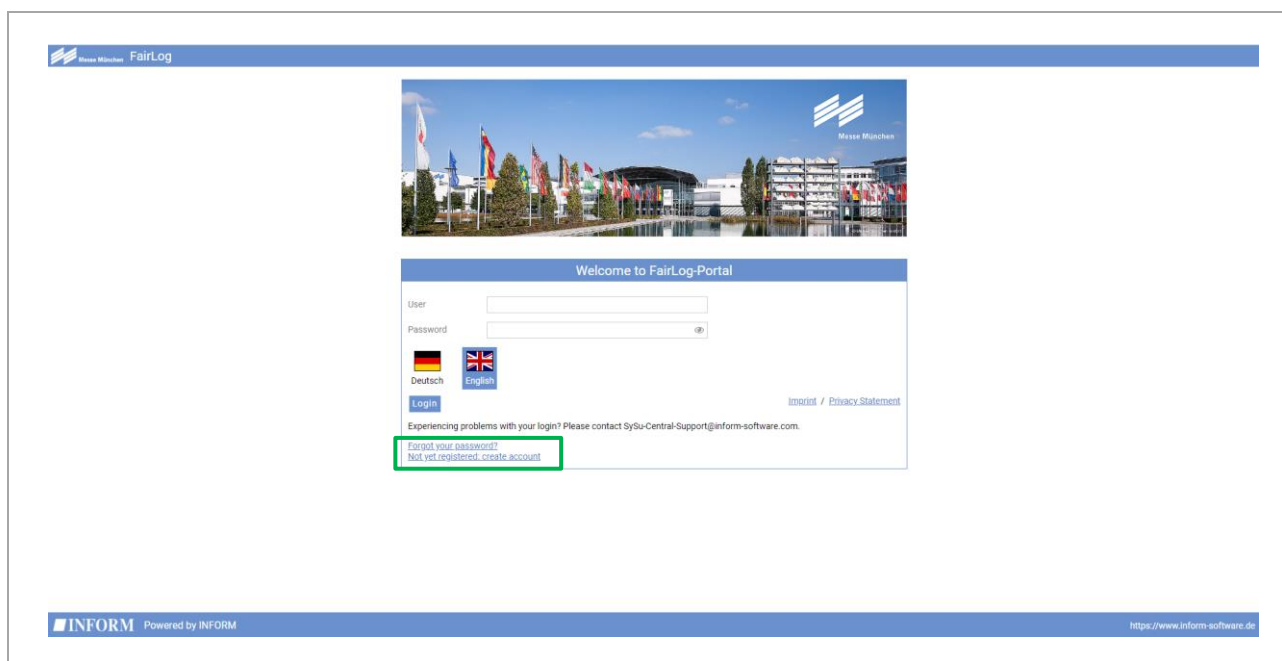 Messe München FairLog
Messe München
Welcome to FairLog-Portal
User
Password
Deutsch English
Login
Imprint / Privacy Statement
Experiencing problems with your login? Please contact SySu-Central-Support@inform-software.com.
Forgot your password?
Not yet registered, create account
INFORM Powered by INFORM https://www.inform-software.de